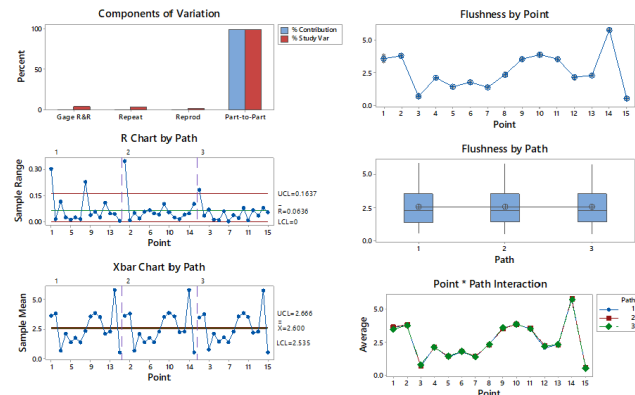 Components of Variation
100
50
0
Percent
Gage R&R Repeat Reprod Part-to-Part
% Contribution
% Study Var
Flushness by Point
5.0
2.5
0.0
1 2 3 4 5 6 7 8 9 10 11 12 13 14 15
Point
R Chart by Path
1 2 3
0.30
0.15
0.00
Sample Range
UCL=0.1637
R=0.0636
LCL=0
1 5 9 13 2 6 10 14 3 7 11 15
Point
Flushness by Path
5.0
2.5
0.0
1 2 3
Path
Xbar Chart by Path
1 2 3
5.0
2.5
0.0
Sample Mean
UCL=2.666
X=2.600
LCL=2.535
1 5 9 13 2 6 10 14 3 7 11 15
Point
Point * Path Interaction
5.0
2.5
0.0
Average
1 2 3 4 5 6 7 8 9 10 11 12 13 14 15
Point
Path
1
2
3